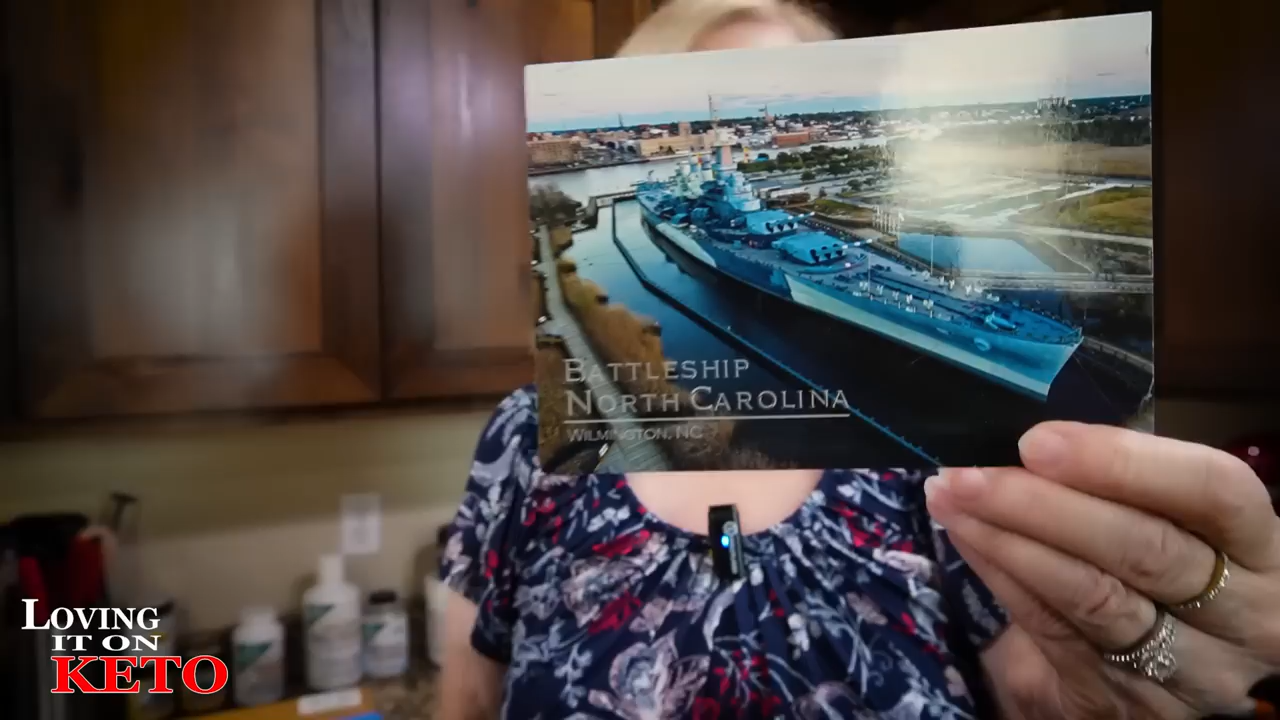 BATTLESHIP
NORTH CAROLINA
WILMINGTON, NC
LOVING
IT ON
KETO